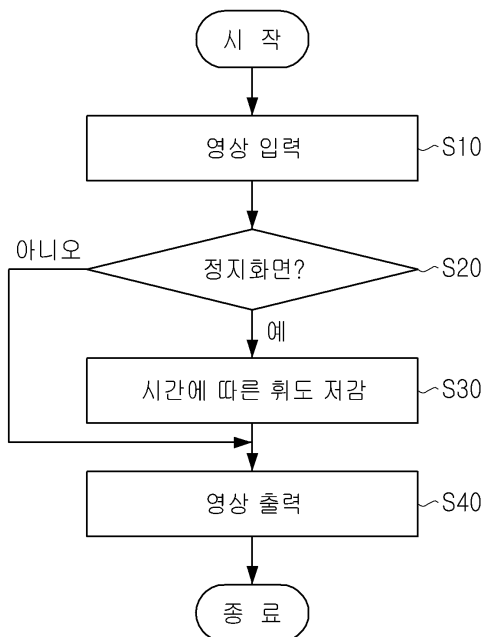 시 작
영상 입력
S10
아니오
정지화면?
S20
예
시간에 따른 휘도 저감
S30
영상 출력
S40
종 료